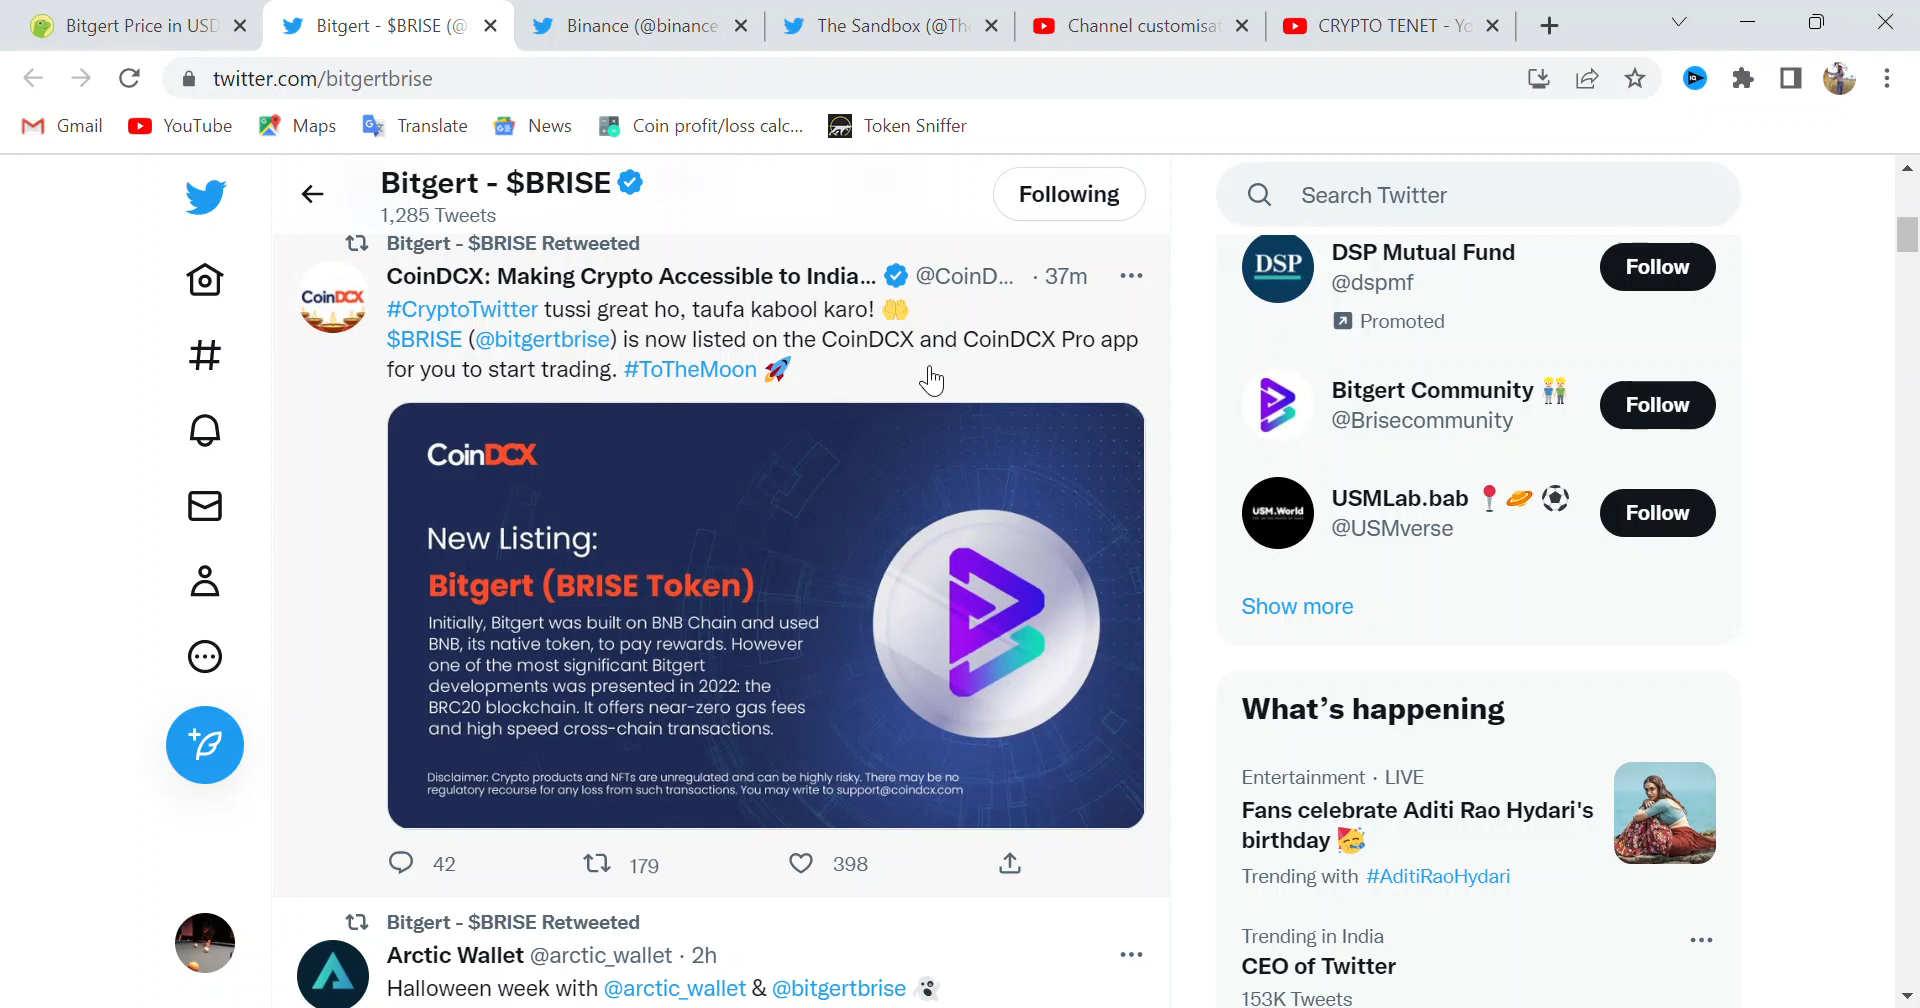 Bitgert Price in USD
Bitgert - $BRISE (@
Binance (@binance
The Sandbox (@Th
Channel customisat
CRYPTO TENET - Yo
twitter.com/bitgertbrise
Gmail
YouTube
Maps
Translate
News
Coin profit/loss calc...
Token Sniffer
Bitgert - $BRISE
1,285 Tweets
Following
Bitgert - $BRISE Retweeted
CoinDCX: Making Crypto Accessible to India... @CoinD... · 37m
#CryptoTwitter tussi great ho, taufa kabool karo! 🤲
$BRISE (@bitgertbrise) is now listed on the CoinDCX and CoinDCX Pro app
for you to start trading. #ToTheMoon 🚀
CoinDCX
CoinDCX
New Listing:
Bitgert (BRISE Token)
Initially, Bitgert was built on BNB Chain and used
BNB, its native token, to pay rewards. However
one of the most significant Bitgert
developments was presented in 2022: the
BRC20 blockchain. It offers near-zero gas fees
and high speed cross-chain transactions.
Disclaimer: Crypto products and NFTs are unregulated and can be highly risky. There may be no
regulatory recourse for any loss from such transactions. You may write to support@coindcx.com
42
179
398
Bitgert - $BRISE Retweeted
Arctic Wallet @arctic_wallet · 2h
Halloween week with @arctic_wallet & @bitgertbrise 👻
Search Twitter
DSP
DSP Mutual Fund
@dspmf
Promoted
Follow
Bitgert Community 👬
@Brisecommunity
Follow
USM.World
USMLab.bab 📍🪐⚽
@USMverse
Follow
Show more
What's happening
Entertainment · LIVE
Fans celebrate Aditi Rao Hydari's
birthday 🥳
Trending with #AditiRaoHydari
Trending in India
CEO of Twitter
153K Tweets